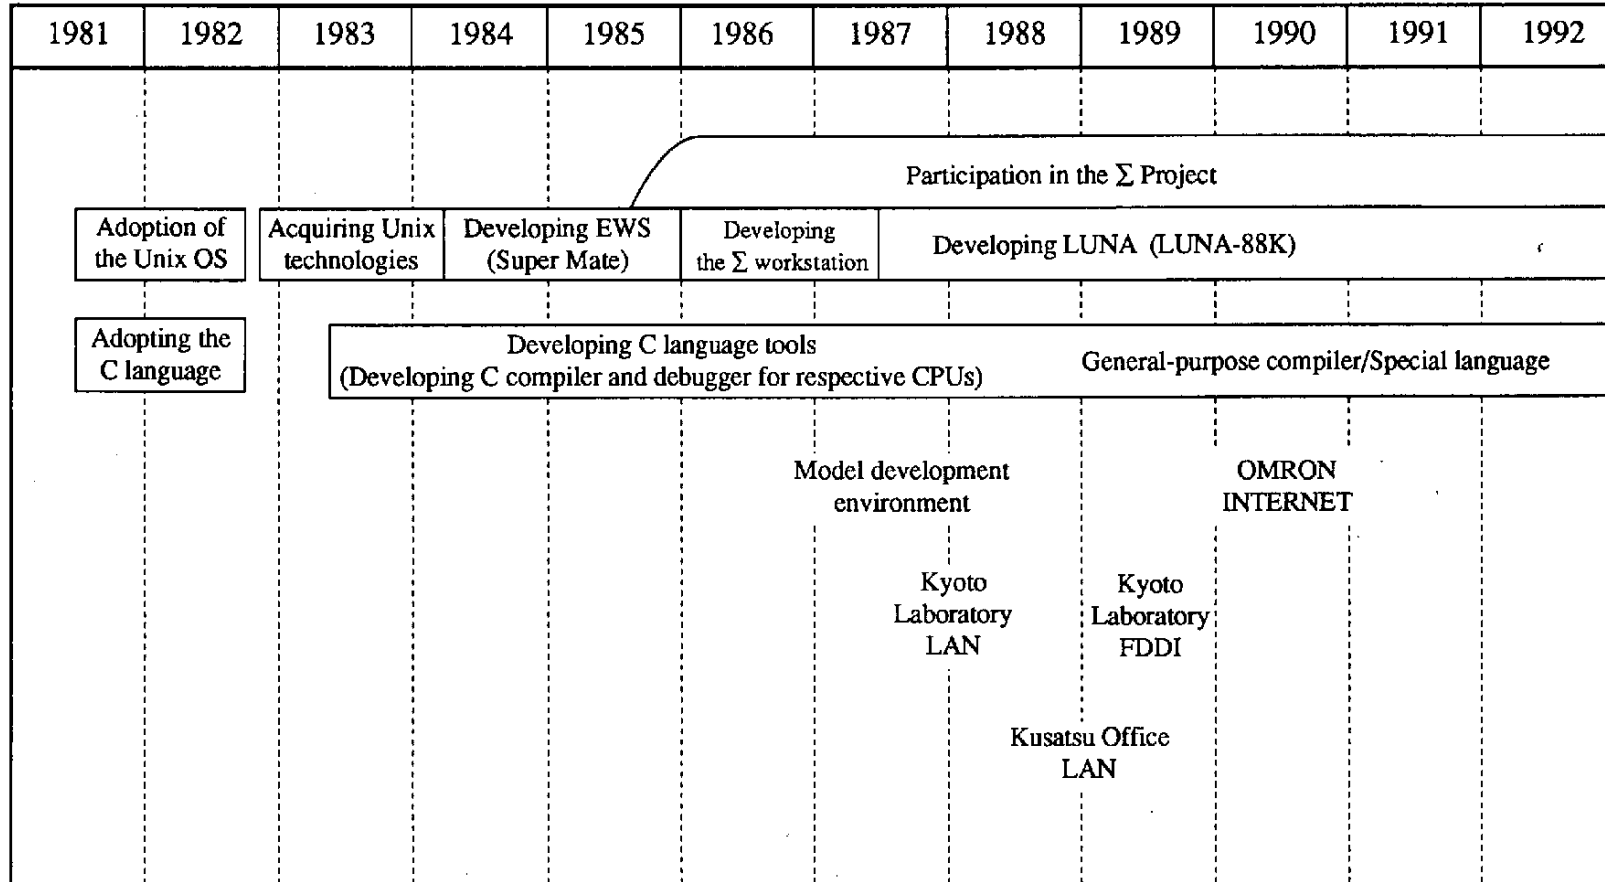 1981 1982 1983 1984 1985 1986 1987 1988 1989 1990 1991 1992
Participation in the Σ Project
Adoption of
the Unix OS
Acquiring Unix
technologies
Developing EWS
(Super Mate)
Developing
the Σ workstation
Developing LUNA (LUNA-88K)
Adopting the
C language
Developing C language tools
(Developing C compiler and debugger for respective CPUs)
General-purpose compiler/Special language
Model development
environment
OMRON
INTERNET
Kyoto
Laboratory
LAN
Kyoto
Laboratory
FDDI
Kusatsu Office
LAN